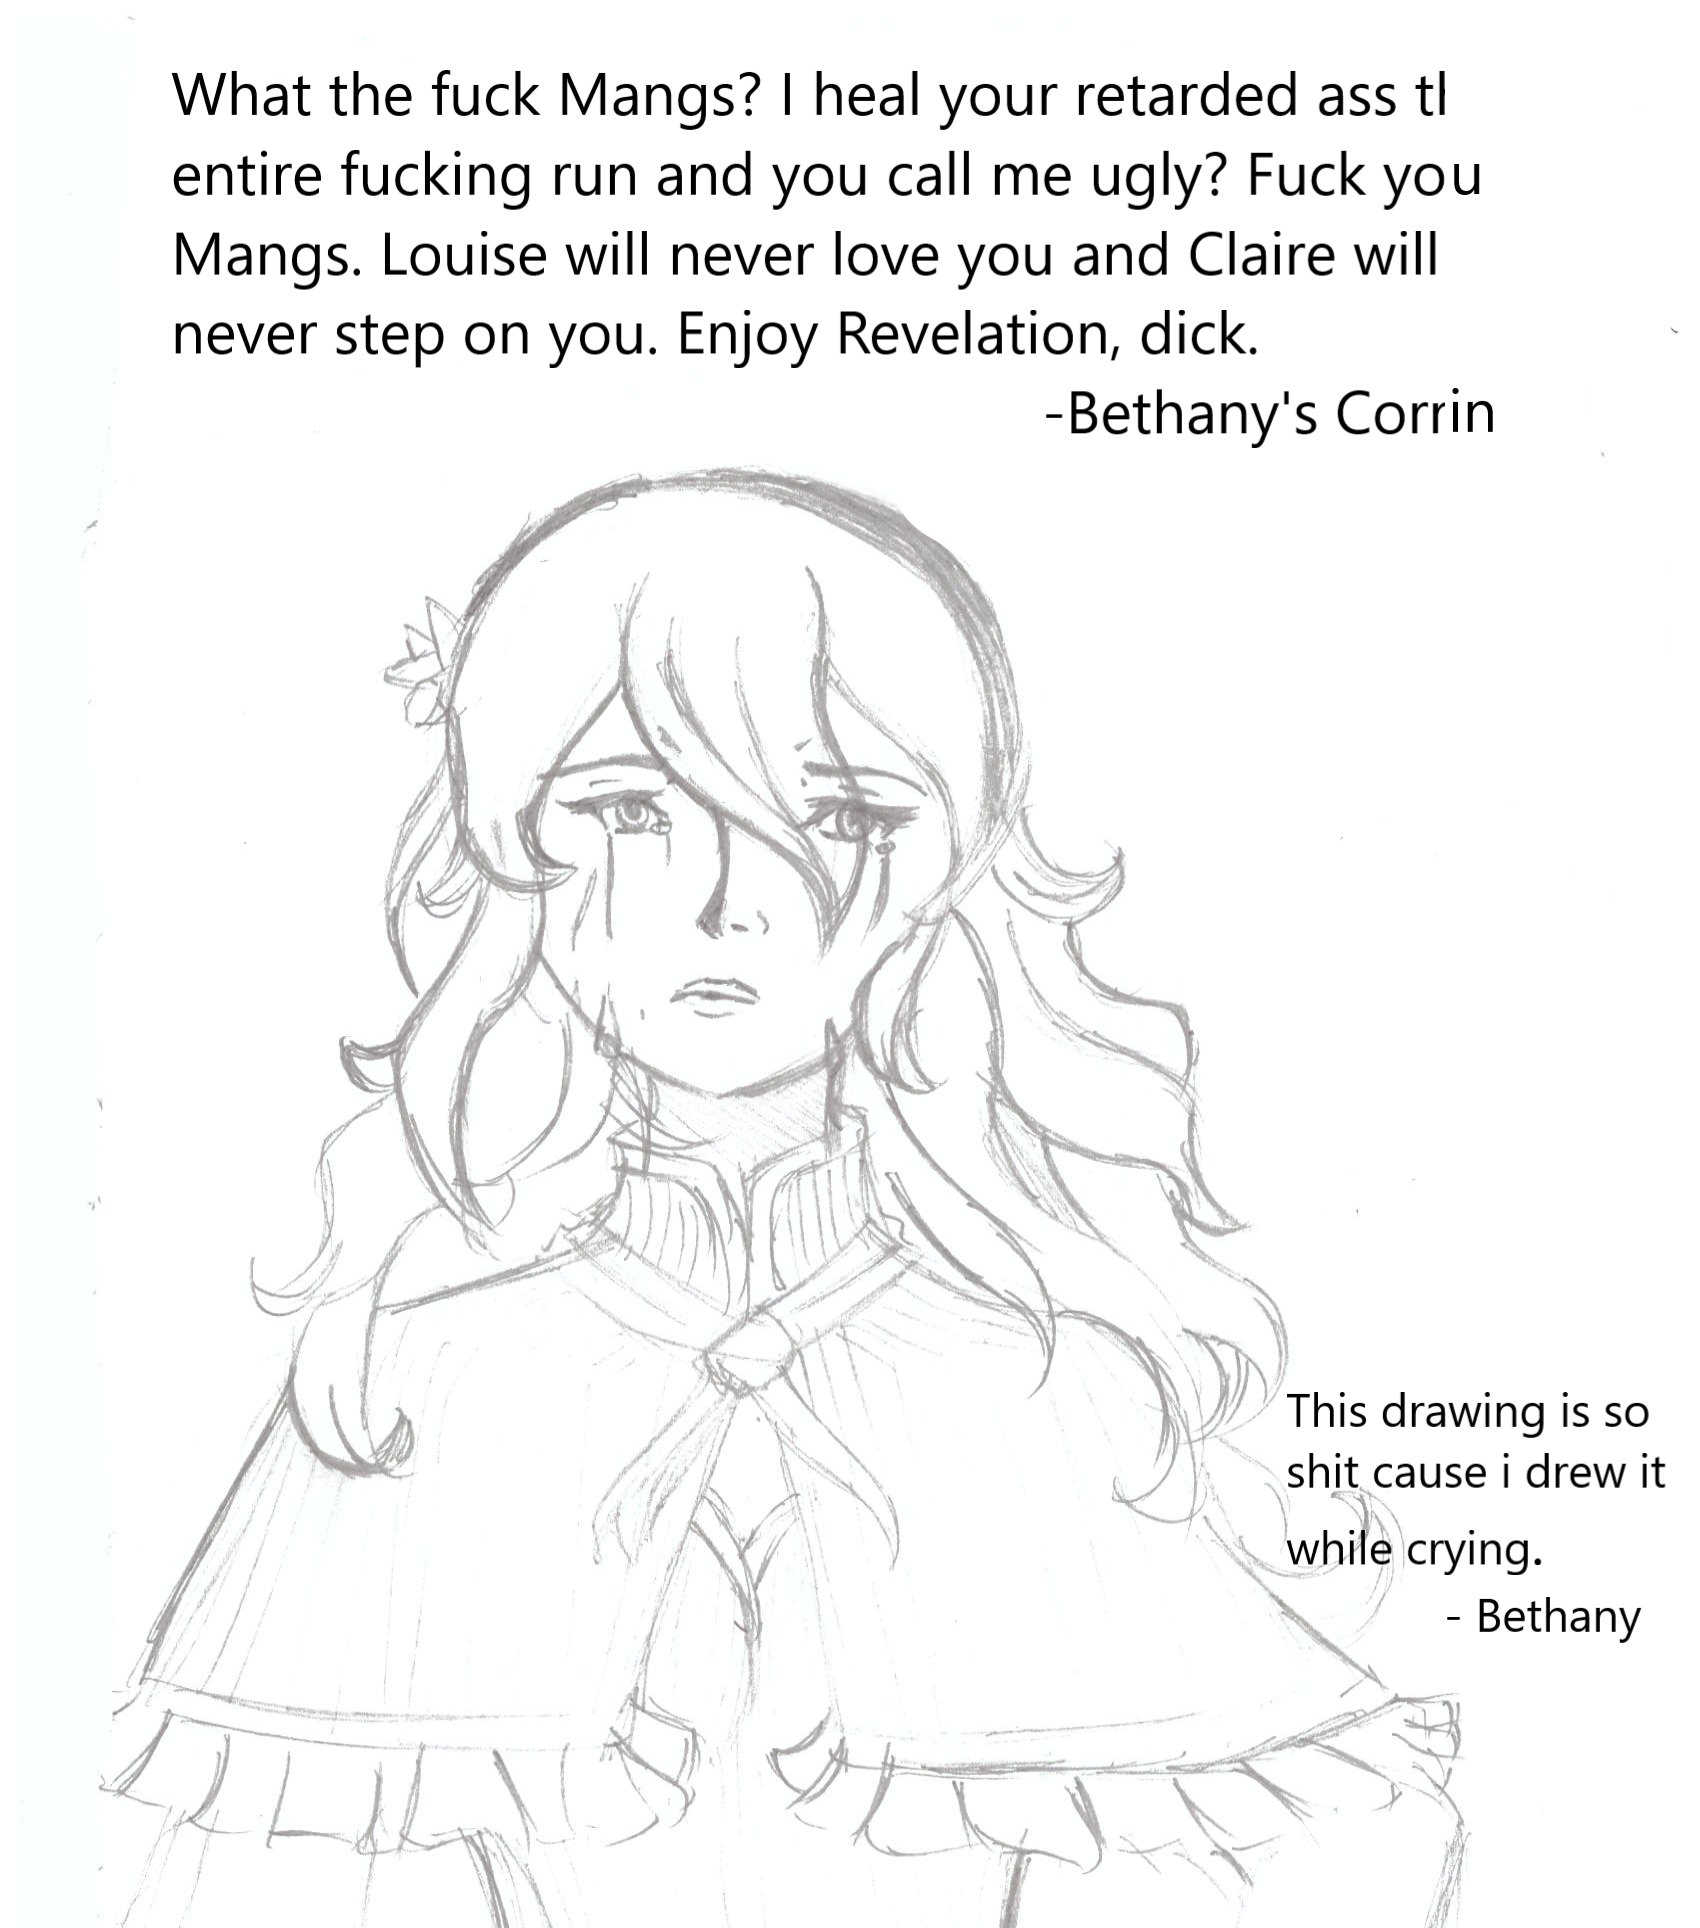 What the fuck Mangs? I heal your retarded ass
entire fucking run and you call me ugly? Fuck you
Mangs. Louise will never love you and Claire will
never step on you. Enjoy Revelation, dick.
-Bethany's Corrin
This drawing is so
shit cause i drew it
while crying.
- Bethany